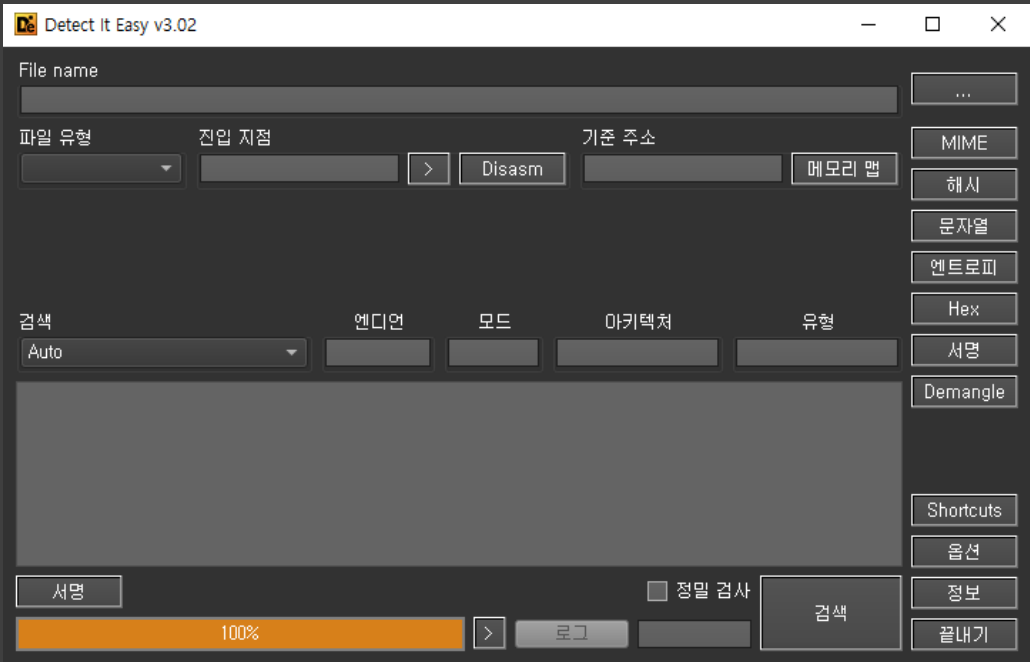 Detect It Easy v3.02
File name
...
파일 유형 진입 지점 기준 주소
MIME
> Disasm 메모리 맵
해시
문자열
엔트로피
Hex
검색 엔디언 모드 아키텍처 유형
Auto
서명
Demangle
Shortcuts
옵션
서명 정밀 검사 검색
정보
100% > 로그
끝내기